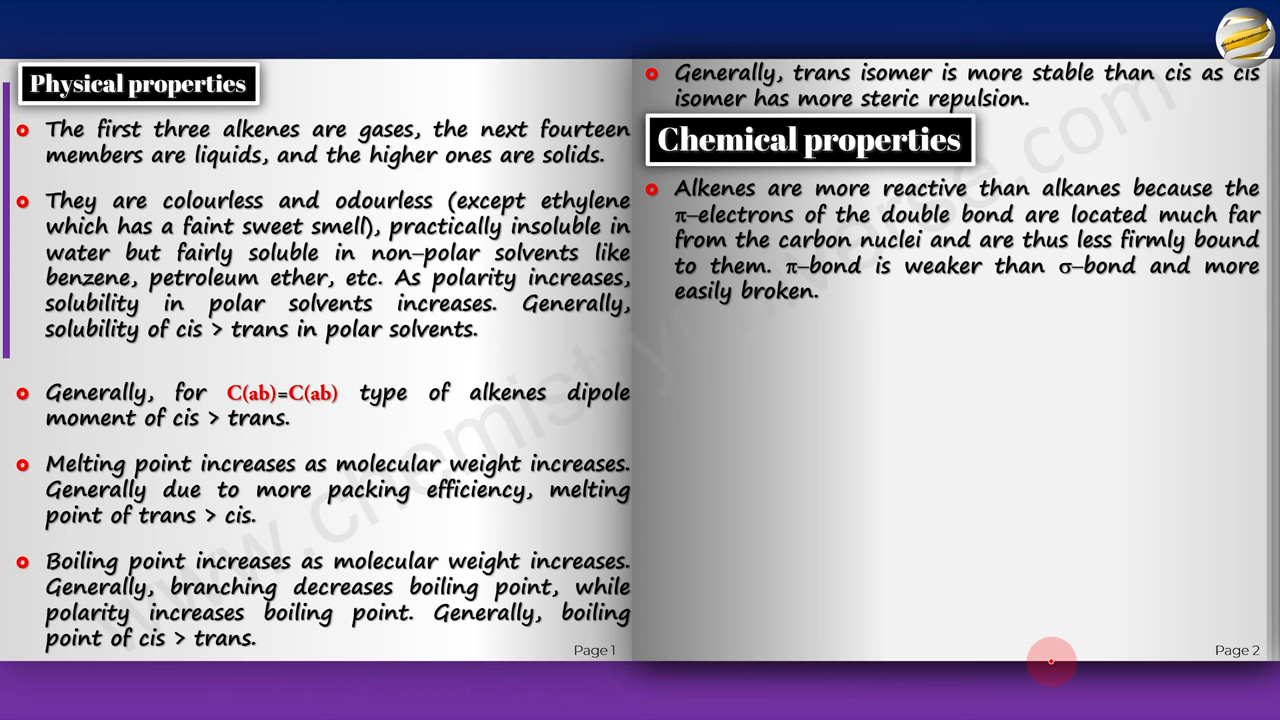 Physical properties
The first three alkenes are gases, the next fourteen
members are liquids, and the higher ones are solids.
They are colourless and odourless (except ethylene
which has a faint sweet smell), practically insoluble in
water but fairly soluble in non–polar solvents like
benzene, petroleum ether, etc. As polarity increases,
solubility in polar solvents increases. Generally,
solubility of cis > trans in polar solvents.
Generally, for C(ab)=C(ab) type of alkenes dipole
moment of cis > trans.
Melting point increases as molecular weight increases.
Generally due to more packing efficiency, melting
point of trans > cis.
Boiling point increases as molecular weight increases.
Generally, branching decreases boiling point, while
polarity increases boiling point. Generally, boiling
point of cis > trans.
Page 1
Generally, trans isomer is more stable than cis as cis
isomer has more steric repulsion.
Chemical properties
Alkenes are more reactive than alkanes because the
π–electrons of the double bond are located much far
from the carbon nuclei and are thus less firmly bound
to them. π–bond is weaker than σ–bond and more
easily broken.
Page 2